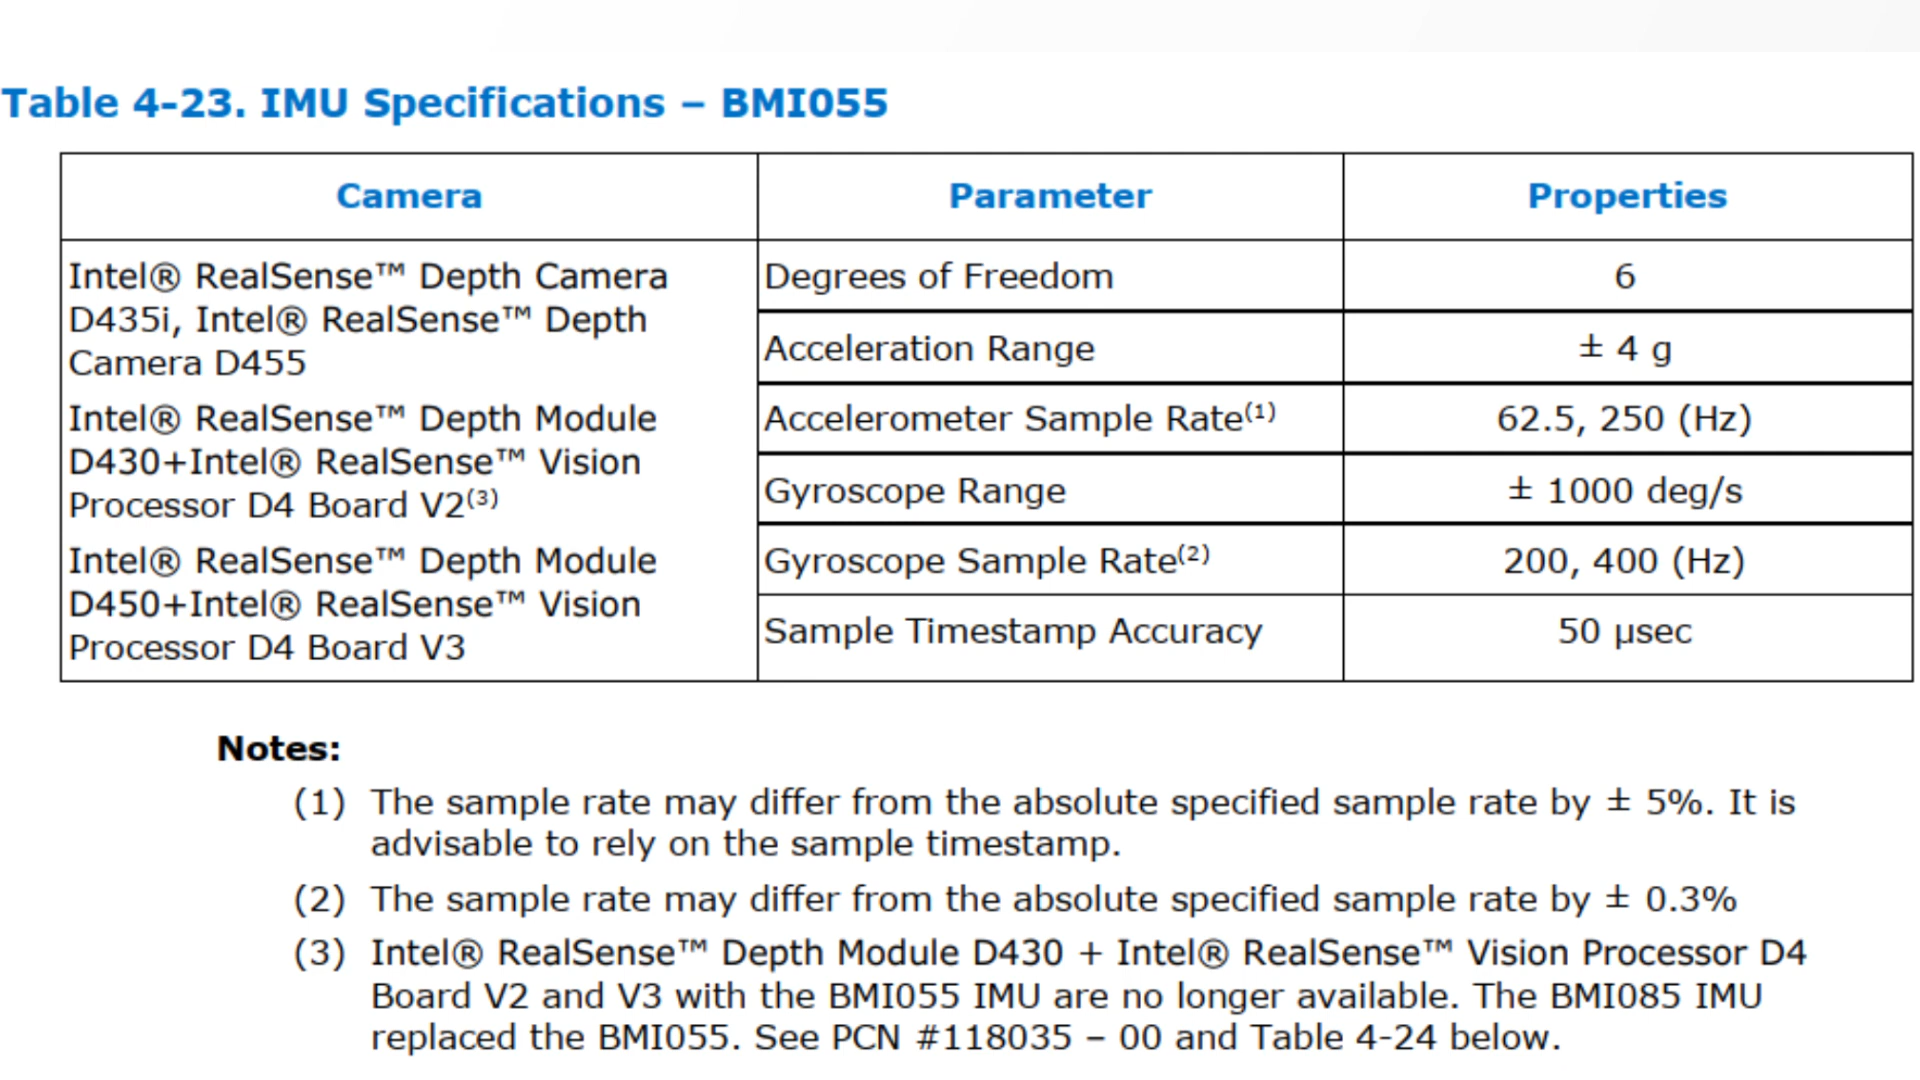 Table 4-23. IMU Specifications – BMI055
Camera
Parameter
Properties
Intel® RealSense™ Depth Camera
D435i, Intel® RealSense™ Depth
Camera D455
Intel® RealSense™ Depth Module
D430+Intel® RealSense™ Vision
Processor D4 Board V2(3)
Intel® RealSense™ Depth Module
D450+Intel® RealSense™ Vision
Processor D4 Board V3
Degrees of Freedom
6
Acceleration Range
± 4 g
Accelerometer Sample Rate(1)
62.5, 250 (Hz)
Gyroscope Range
± 1000 deg/s
Gyroscope Sample Rate(2)
200, 400 (Hz)
Sample Timestamp Accuracy
50 µsec
Notes:
(1) The sample rate may differ from the absolute specified sample rate by ± 5%. It is
advisable to rely on the sample timestamp.
(2) The sample rate may differ from the absolute specified sample rate by ± 0.3%
(3) Intel® RealSense™ Depth Module D430 + Intel® RealSense™ Vision Processor D4
Board V2 and V3 with the BMI055 IMU are no longer available. The BMI085 IMU
replaced the BMI055. See PCN #118035 – 00 and Table 4-24 below.